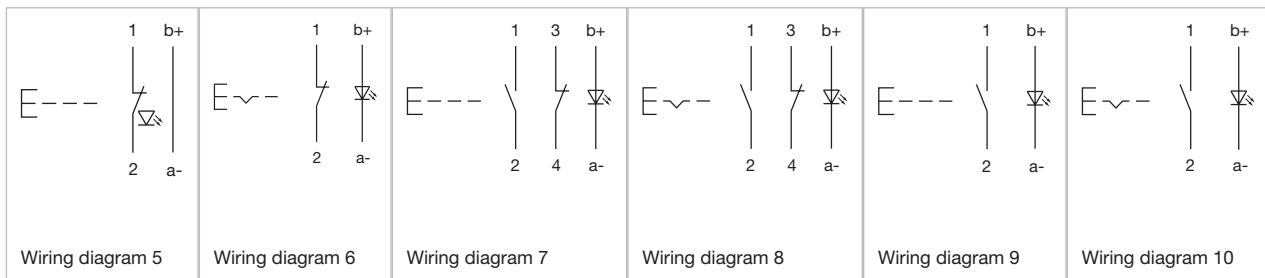 1 b+
2 a-
Wiring diagram 5
1 b+
2 a-
Wiring diagram 6
1 3 b+
2 4 a-
Wiring diagram 7
1 3 b+
2 4 a-
Wiring diagram 8
1 b+
2 a-
Wiring diagram 9
1 b+
2 a-
Wiring diagram 10